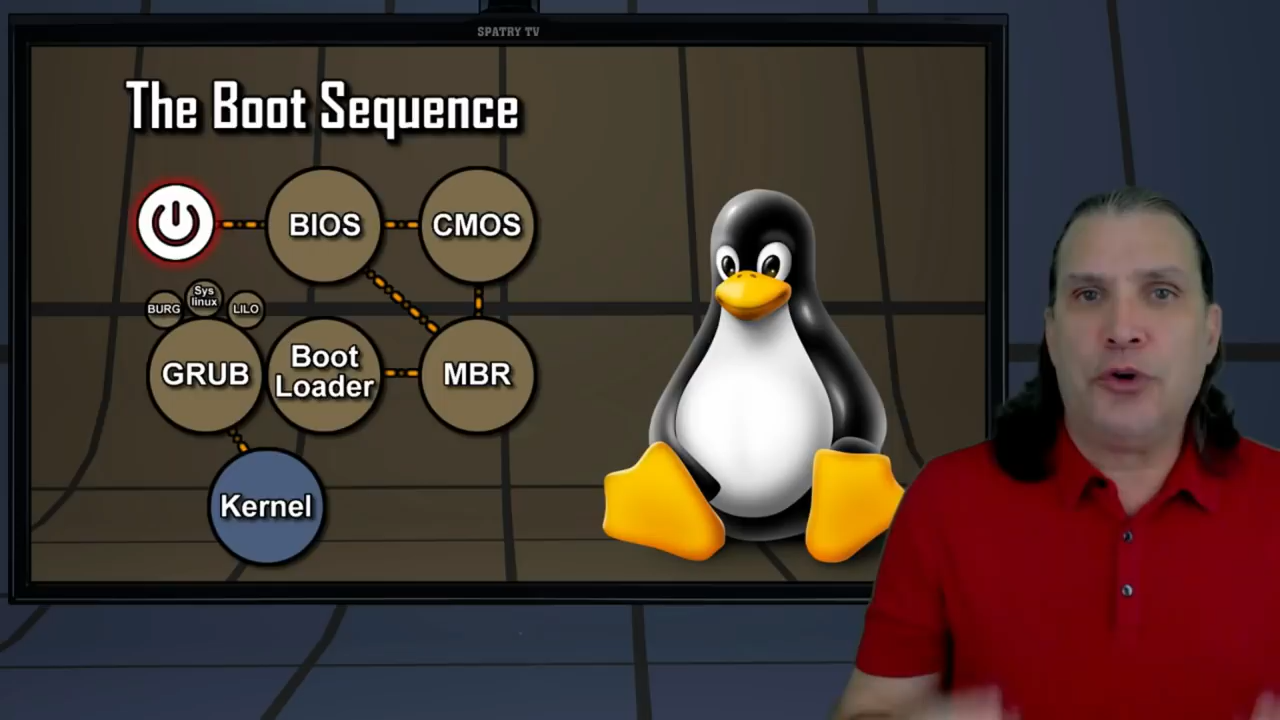 SPATRY TV
The Boot Sequence
BIOS
CMOS
BURG
Sys
linux
LILO
GRUB
Boot
Loader
MBR
Kernel